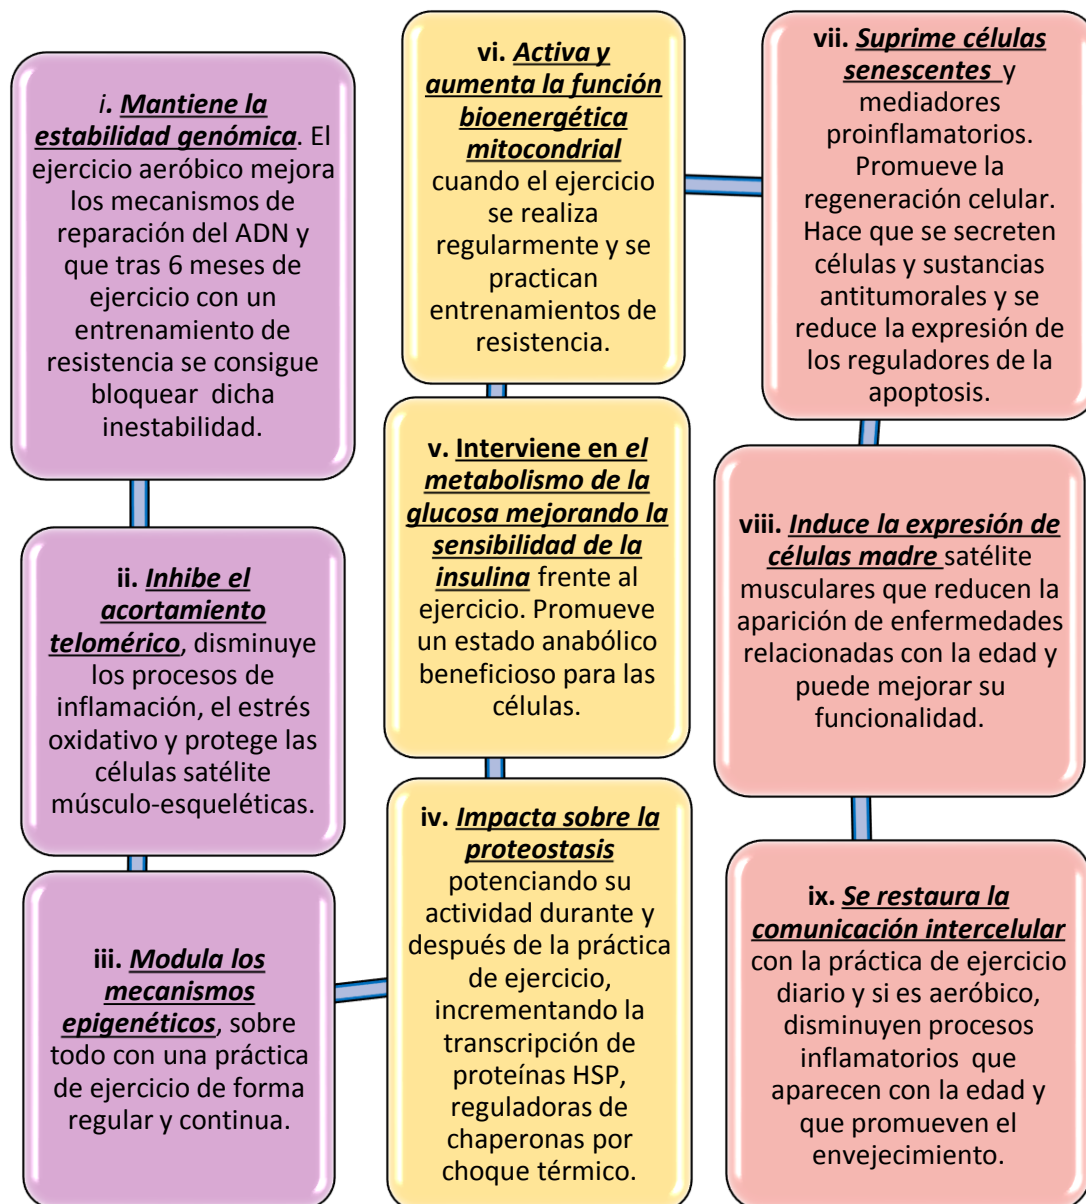 i. Mantiene la
estabilidad genómica. El
ejercicio aeróbico mejora
los mecanismos de
reparación del ADN y
que tras 6 meses de
ejercicio con un
entrenamiento de
resistencia se consigue
bloquear dicha
inestabilidad.
ii. Inhibe el
acortamiento
telomérico, disminuye
los procesos de
inflamación, el estrés
oxidativo y protege las
células satélite
músculo-esqueléticas.
iii. Modula los
mecanismos
epigenéticos, sobre
todo con una práctica
de ejercicio de forma
regular y continua.
iv. Impacta sobre la
proteostasis
potenciando su
actividad durante y
después de la práctica
de ejercicio,
incrementando la
transcripción de
proteínas HSP,
reguladoras de
chaperonas por
choque térmico.
v. Interviene en el
metabolismo de la
glucosa mejorando la
sensibilidad de la
insulina frente al
ejercicio. Promueve
un estado anabólico
beneficioso para las
células.
vi. Activa y
aumenta la función
bioenergética
mitocondrial
cuando el ejercicio
se realiza
regularmente y se
practican
entrenamientos de
resistencia.
vii. Suprime células
senescentes y
mediadores
proinflamatorios.
Promueve la
regeneración celular.
Hace que se secreten
células y sustancias
antitumorales y se
reduce la expresión de
los reguladores de la
apoptosis.
viii. Induce la expresión de
células madre satélite
musculares que reducen la
aparición de enfermedades
relacionadas con la edad y
puede mejorar su
funcionalidad.
ix. Se restaura la
comunicación intercelular
con la práctica de ejercicio
diario y si es aeróbico,
disminuyen procesos
inflamatorios que
aparecen con la edad y
que promueven el
envejecimiento.